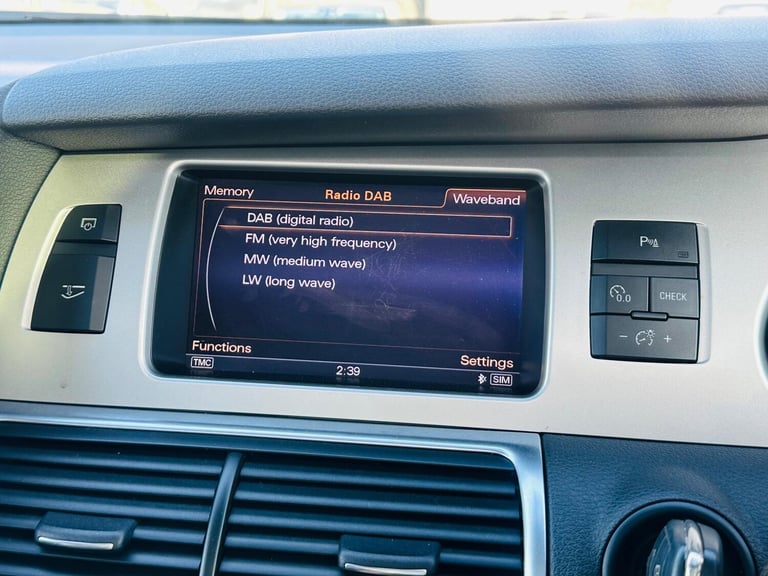 Memory
Radio DAB
Waveband
DAB (digital radio)
FM (very high frequency)
MW (medium wave)
LW (long wave)
Functions
Settings
TMC
2:39
SIM
P
0.0
CHECK
- +